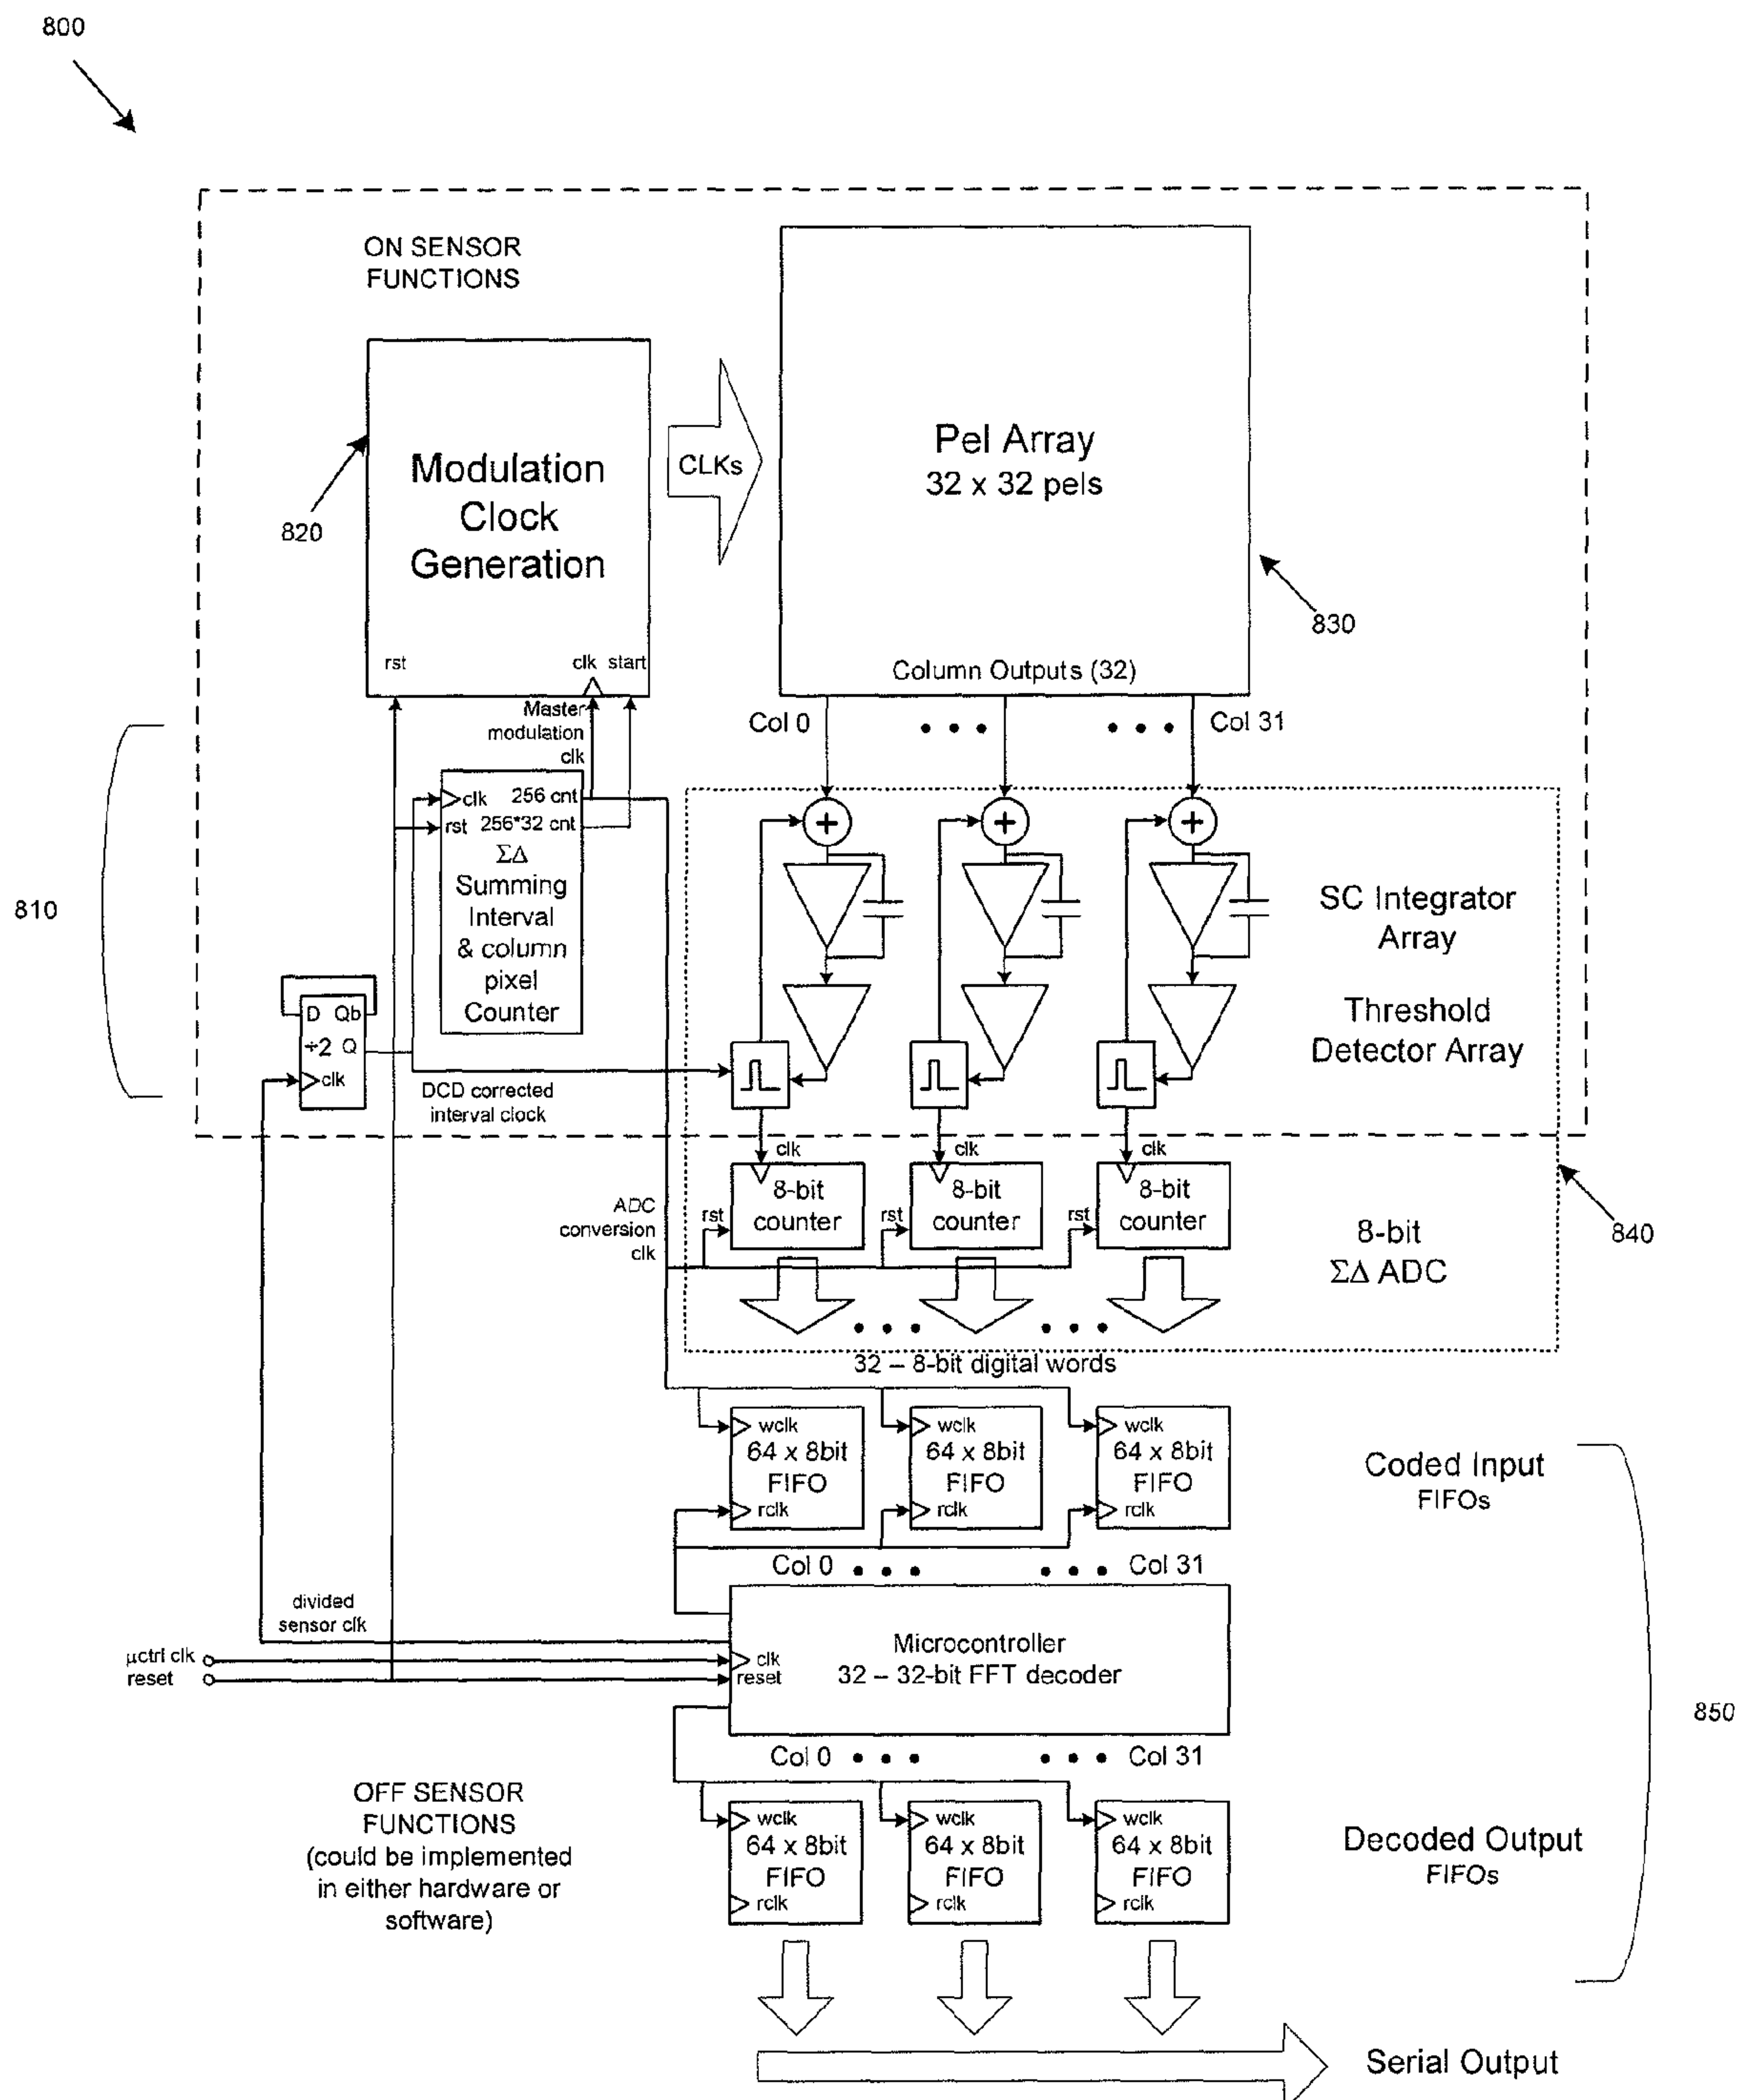 800
ON SENSOR
FUNCTIONS
Modulation
Clock
Generation
820
rst
clk
start
CLKs
Pel Array
32 x 32 pels
830
Column Outputs (32)
Col 0
Col 31
Master
modulation
clk
810
clk
256 cnt
rst
256*32 cnt
ΣΔ
Summing
Interval
& column
pixel
Counter
+
+
+
SC Integrator
Array
Threshold
Detector Array
D
Qb
÷2
Q
clk
DCD corrected
interval clock
clk
clk
clk
8-bit
counter
8-bit
counter
8-bit
counter
rst
rst
rst
ADC
conversion
clk
840
8-bit
ΣΔ ADC
32 – 8-bit digital words
wclk
64 x 8bit
FIFO
rclk
wclk
64 x 8bit
FIFO
rclk
wclk
64 x 8bit
FIFO
rclk
Coded Input
FIFOs
Col 0
Col 31
divided
sensor clk
µctrl clk
reset
clk
reset
Microcontroller
32 – 32-bit FFT decoder
850
Col 0
Col 31
OFF SENSOR
FUNCTIONS
(could be implemented
in either hardware or
software)
wclk
64 x 8bit
FIFO
rclk
wclk
64 x 8bit
FIFO
rclk
wclk
64 x 8bit
FIFO
rclk
Decoded Output
FIFOs
Serial Output